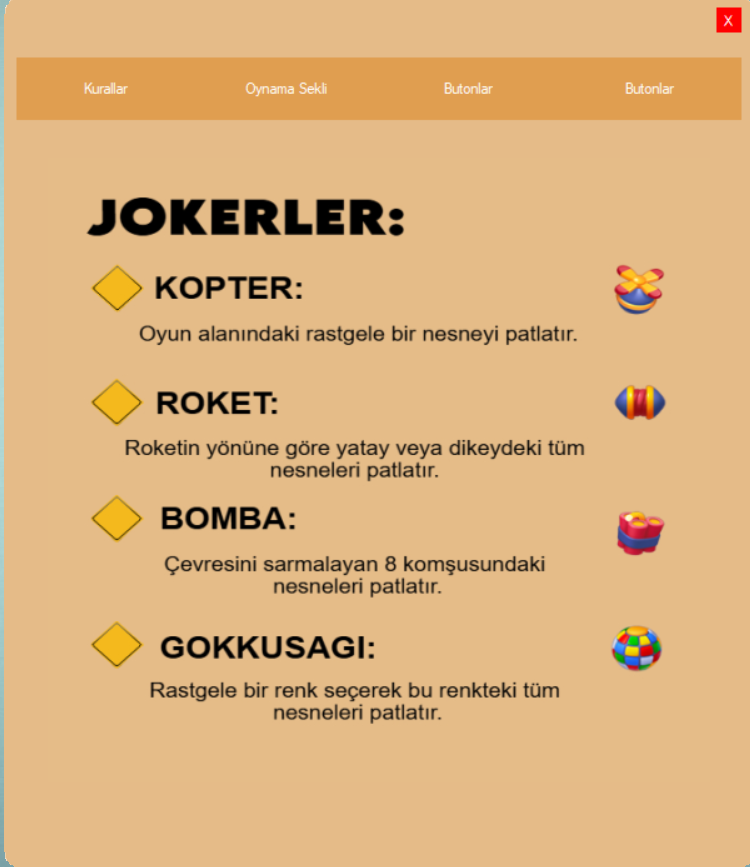 X
Kurallar
Oynama Sekli
Butonlar
Butonlar
JOKERLER:
KOPTER:
Oyun alanındaki rastgele bir nesneyi patlatır.
ROKET:
Roketin yönüne göre yatay veya dikeydeki tüm
nesneleri patlatır.
BOMBA:
Çevresini sarmalayan 8 komşusundaki
nesneleri patlatır.
GOKKUSAGI:
Rastgele bir renk seçerek bu renkteki tüm
nesneleri patlatır.